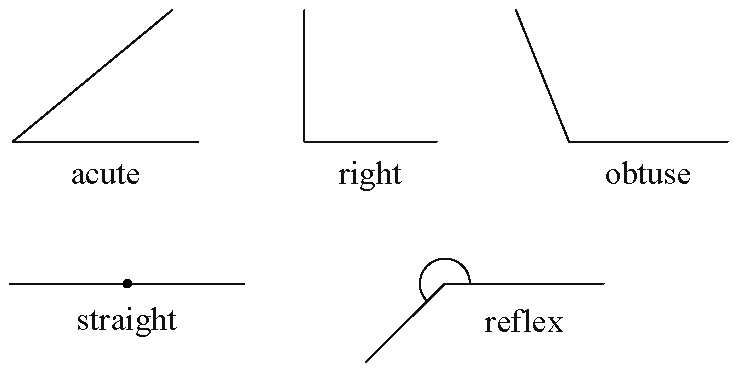 acute
right
obtuse
straight
reflex